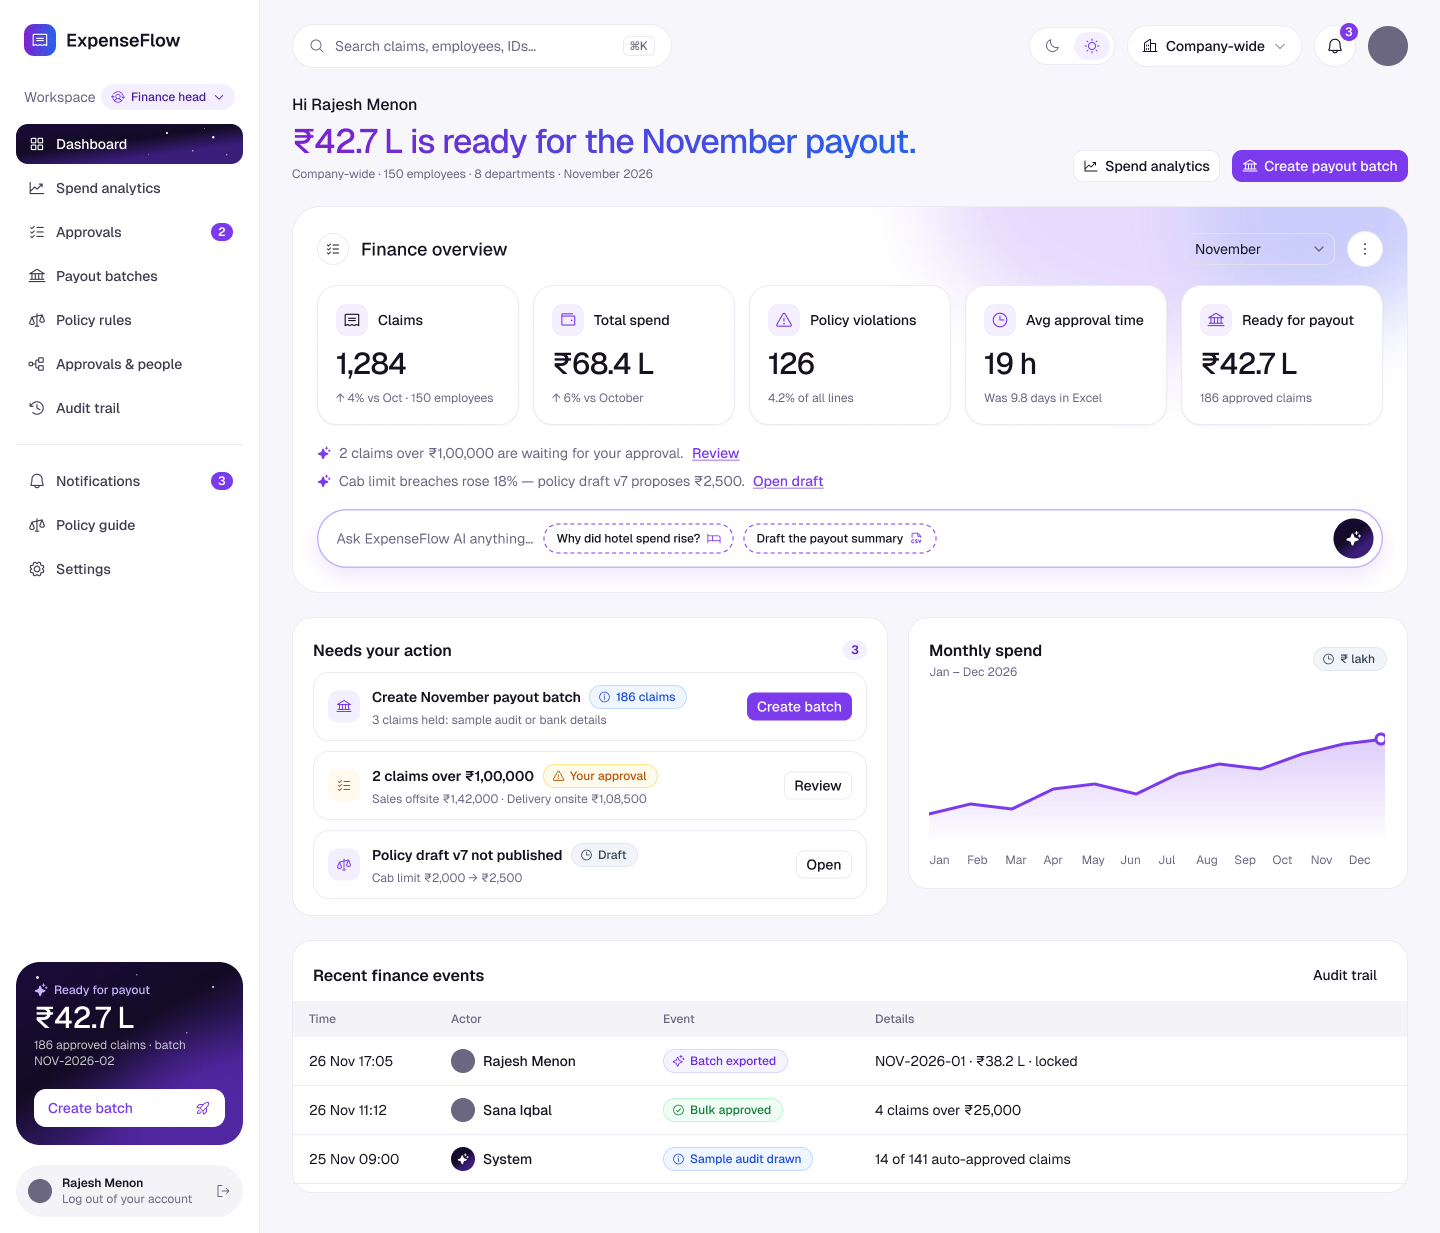 ExpenseFlow
Workspace
Finance head
Dashboard
Spend analytics
Approvals
2
Payout batches
Policy rules
Approvals & people
Audit trail
Notifications
3
Policy guide
Settings
Ready for payout
₹42.7 L
186 approved claims · batch
NOV-2026-02
Create batch
Rajesh Menon
Log out of your account
Search claims, employees, IDs...
⌘K
Company-wide
3
Hi Rajesh Menon
₹42.7 L is ready for the November payout.
Company-wide · 150 employees · 8 departments · November 2026
Spend analytics
Create payout batch
Finance overview
November
Claims
1,284
↑ 4% vs Oct · 150 employees
Total spend
₹68.4 L
↑ 6% vs October
Policy violations
126
4.2% of all lines
Avg approval time
19 h
Was 9.8 days in Excel
Ready for payout
₹42.7 L
186 approved claims
2 claims over ₹1,00,000 are waiting for your approval. Review
Cab limit breaches rose 18% — policy draft v7 proposes ₹2,500. Open draft
Ask ExpenseFlow AI anything...
Why did hotel spend rise?
Draft the payout summary
CSV
Needs your action
3
Create November payout batch
186 claims
3 claims held: sample audit or bank details
Create batch
2 claims over ₹1,00,000
Your approval
Sales offsite ₹1,42,000 · Delivery onsite ₹1,08,500
Review
Policy draft v7 not published
Draft
Cab limit ₹2,000 → ₹2,500
Open
Monthly spend
Jan – Dec 2026
₹ lakh
Jan Feb Mar Apr May Jun Jul Aug Sep Oct Nov Dec
Recent finance events
Audit trail
Time Actor Event Details
26 Nov 17:05 Rajesh Menon Batch exported NOV-2026-01 · ₹38.2 L · locked
26 Nov 11:12 Sana Iqbal Bulk approved 4 claims over ₹25,000
25 Nov 09:00 System Sample audit drawn 14 of 141 auto-approved claims